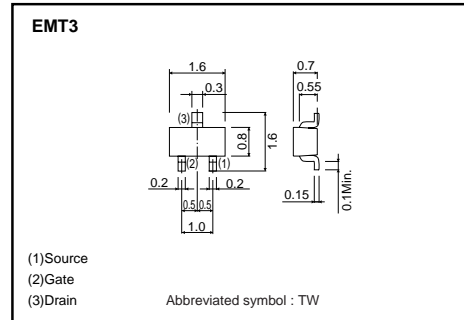 EMT3
1.6
0.3
(3)
0.8
1.6
(2)
(1)
0.2
0.2
0.5
0.5
1.0
0.7
0.55
0.15
0.1Min.
(1)Source
(2)Gate
(3)Drain
Abbreviated symbol : TW